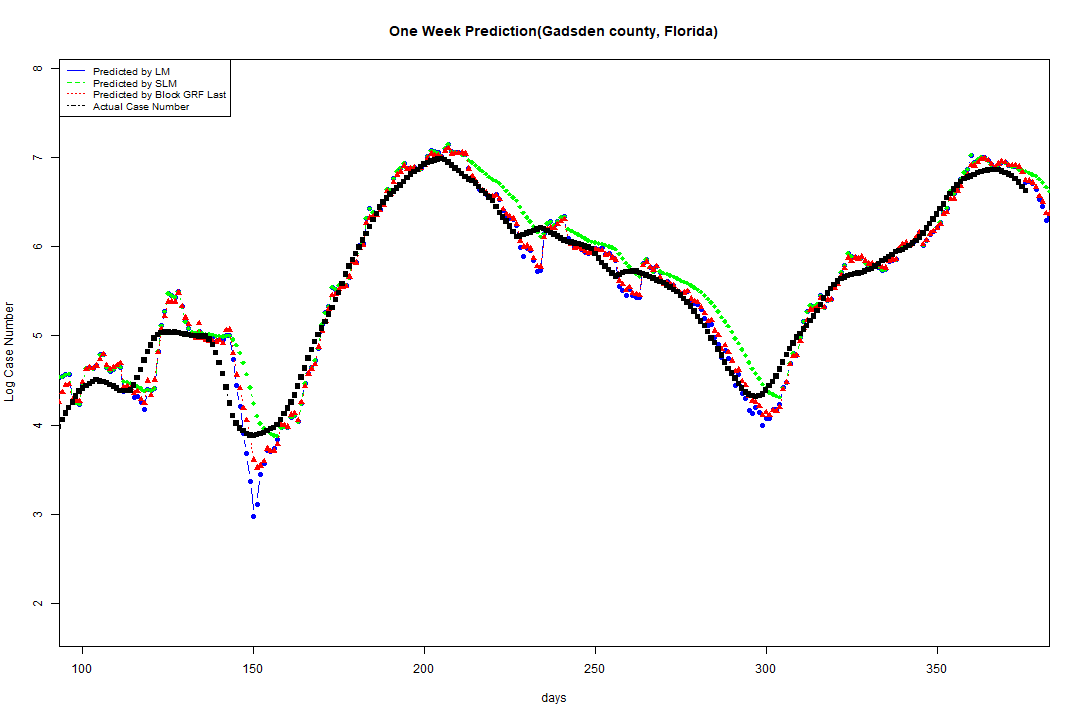 One Week Prediction(Gadsden county, Florida)
Predicted by LM
Predicted by SLM
Predicted by Block GRF Last
Actual Case Number
8
7
6
5
4
3
2
Log Case Number
100 150 200 250 300 350
days